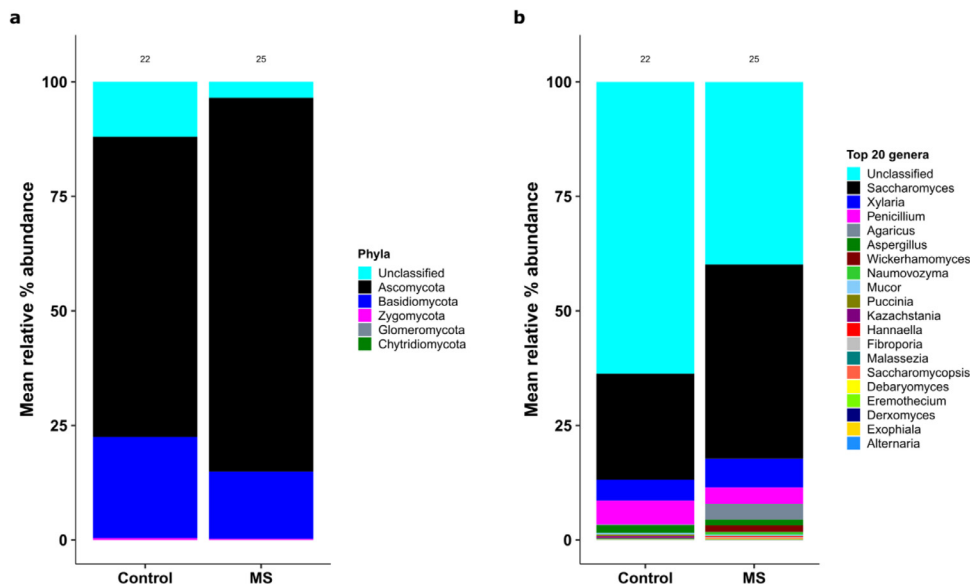 a
22 25
100
75
50
25
0
Mean relative % abundance
Control MS
Phyla
Unclassified
Ascomycota
Basidiomycota
Zygomycota
Glomeromycota
Chytridiomycota
b
22 25
100
75
50
25
0
Mean relative % abundance
Control MS
Top 20 genera
Unclassified
Saccharomyces
Xylaria
Penicillium
Agaricus
Aspergillus
Wickerhamomyces
Naumovozyma
Mucor
Puccinia
Kazachstania
Hannaella
Fibroporia
Malassezia
Saccharomycopsis
Debaryomyces
Eremothecium
Derxomyces
Exophiala
Alternaria